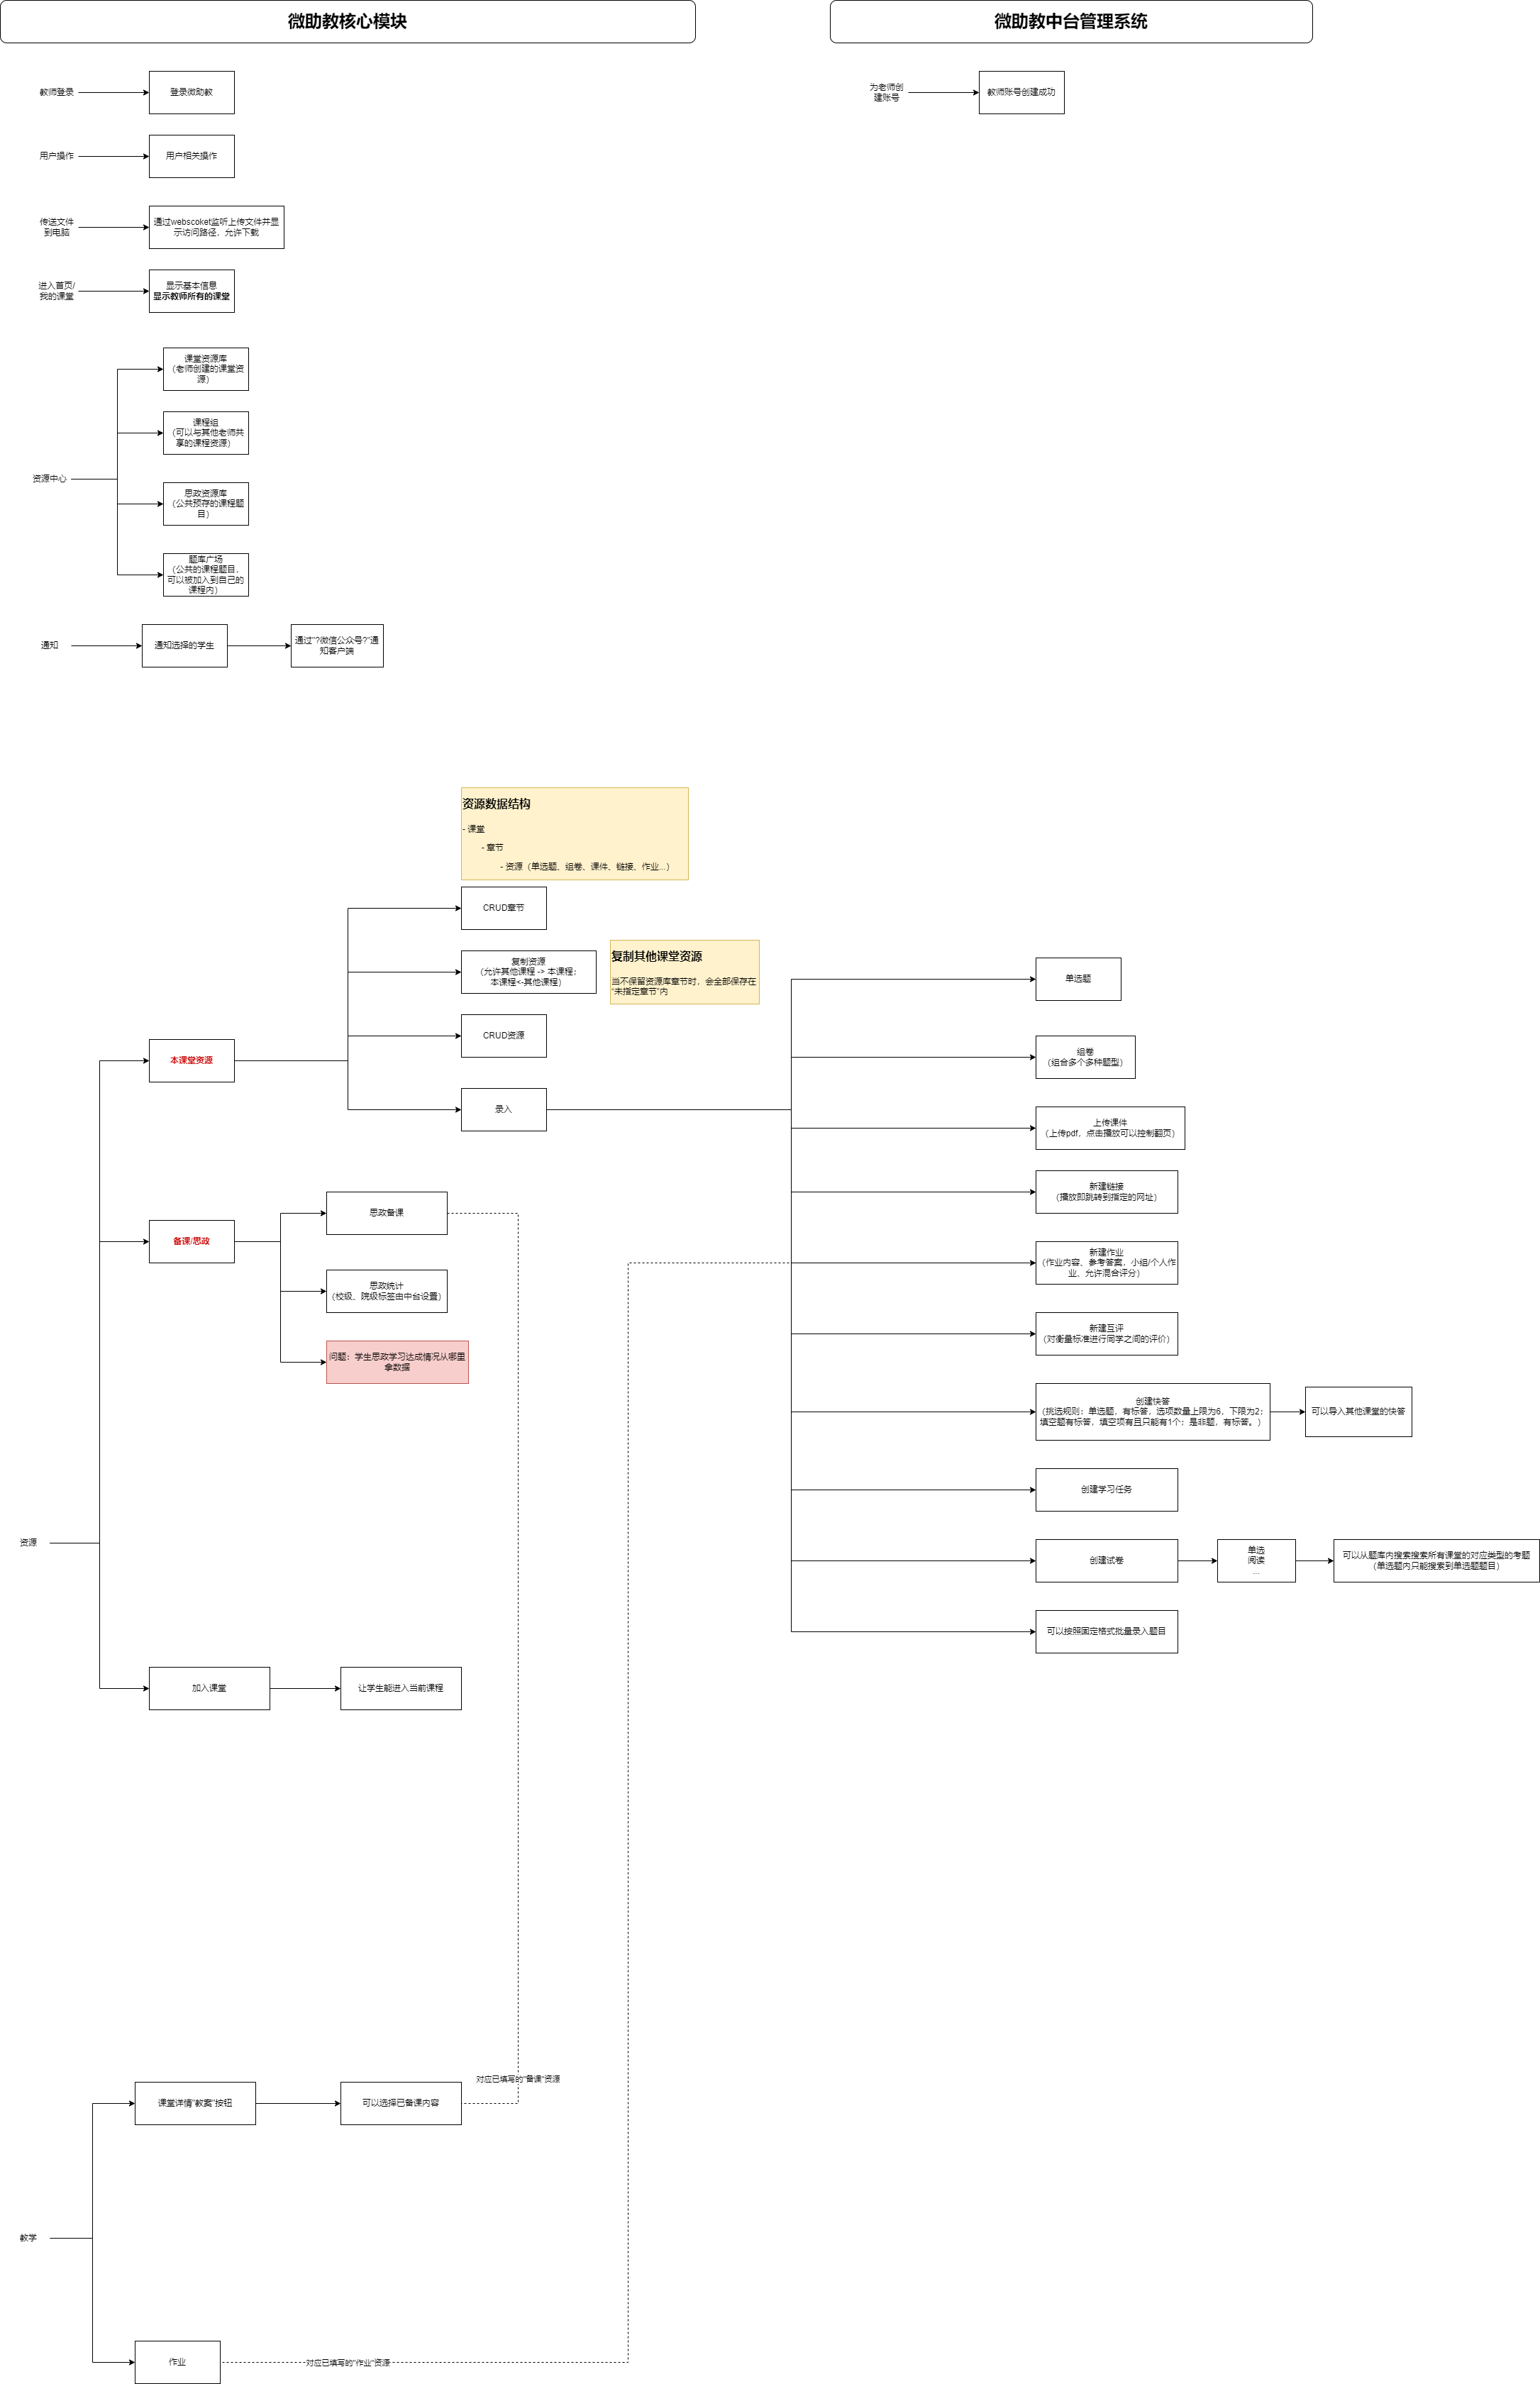 微助教核心模块
微助教中台管理系统
教师登录
登录微助教
为老师创
建账号
教师账号创建成功
用户操作
用户相关操作
传送文件
到电脑
通过webscoket监听上传文件并显
示访问路径，允许下载
进入首页/
我的课堂
显示基本信息
显示教师所有的课堂
资源中心
课堂资源库
（老师创建的课堂资
源）
课程组
（可以与其他老师共
享的课程资源）
思政资源库
（公共预存的课程题
目）
题库广场
（公共的课程题目，
可以被加入到自己的
课程内）
通知
通知选择的学生
通过"?微信公众号?"通
知客户端
资源数据结构
- 课堂
- 章节
- 资源（单选题、组卷、课件、链接、作业...）
CRUD章节
复制资源
（允许其他课程 -> 本课程；
本课程<-其他课程）
复制其他课堂资源
当不保留资源库章节时，会全部保存在
“未指定章节”内
CRUD资源
录入
本课堂资源
单选题
组卷
（组合多个多种题型）
上传课件
（上传pdf，点击播放可以控制翻页）
新建链接
（播放即跳转到指定的网址）
新建作业
（作业内容、参考答案，小组/个人作
业、允许混合评分）
新建互评
（对衡量标准进行同学之间的评价）
创建快答
（挑选规则：单选题，有标答，选项数量上限为6，下限为2；
填空题有标答，填空项有且只能有1个；是非题，有标答。）
可以导入其他课堂的快答
创建学习任务
创建试卷
单选
阅读
...
可以从题库内搜索搜索所有课堂的对应类型的考题
（单选题内只能搜索到单选题题目）
可以按照固定格式批量录入题目
备课/思政
思政备课
思政统计
（校级、院级标签由中台设置）
问题：学生思政学习达成情况从哪里
拿数据
资源
加入课堂
让学生能进入当前课程
教学
课堂详情"教案"按钮
可以选择已备课内容
对应已填写的"备课"资源
作业
对应已填写的"作业"资源